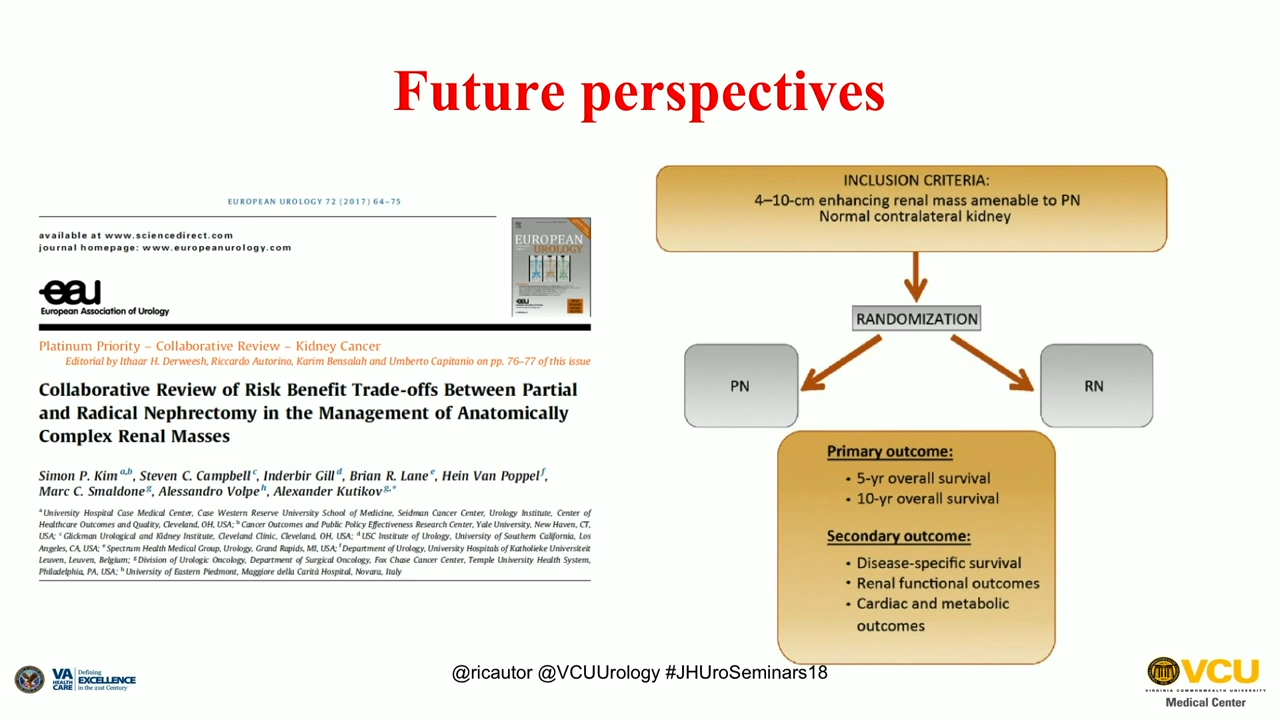 Future perspectives
EUROPEAN UROLOGY 72 (2017) 64–75
available at www.sciencedirect.com
journal homepage: www.europeanurology.com
EUROPEAN
UROLOGY
eau
European Association of Urology
Platinum Priority – Collaborative Review – Kidney Cancer
Editorial by Ithaar H. Derweesh, Riccardo Autorino, Karim Bensalah and Umberto Capitanio on pp. 76–77 of this issue
Collaborative Review of Risk Benefit Trade-offs Between Partial
and Radical Nephrectomy in the Management of Anatomically
Complex Renal Masses
Simon P. Kim a,b, Steven C. Campbell c, Inderbir Gill d, Brian R. Lane e, Hein Van Poppel f,
Marc C. Smaldone g, Alessandro Volpe h, Alexander Kutikov g,*
a University Hospital Case Medical Center, Case Western Reserve University School of Medicine, Seidman Cancer Center, Urology Institute, Center of
Healthcare Outcomes and Quality, Cleveland, OH, USA; b Cancer Outcomes and Public Policy Effectiveness Research Center, Yale University, New Haven, CT,
USA; c Glickman Urological and Kidney Institute, Cleveland Clinic, Cleveland, OH, USA; d USC Institute of Urology, University of Southern California, Los
Angeles, CA, USA; e Spectrum Health Medical Group, Urology, Grand Rapids, MI, USA; f Department of Urology, University Hospitals of Katholieke Universiteit
Leuven, Leuven, Belgium; g Division of Urologic Oncology, Department of Surgical Oncology, Fox Chase Cancer Center, Temple University Health System,
Philadelphia, PA, USA; h University of Eastern Piedmont, Maggiore della Carità Hospital, Novara, Italy
INCLUSION CRITERIA:
4–10-cm enhancing renal mass amenable to PN
Normal contralateral kidney
RANDOMIZATION
PN
RN
Primary outcome:
• 5-yr overall survival
• 10-yr overall survival
Secondary outcome:
• Disease-specific survival
• Renal functional outcomes
• Cardiac and metabolic
outcomes
VA
HEALTH
CARE
Defining
EXCELLENCE
in the 21st Century
@ricautor @VCUUrology #JHUroSeminars18
VCU
VIRGINIA COMMONWEALTH UNIVERSITY
Medical Center